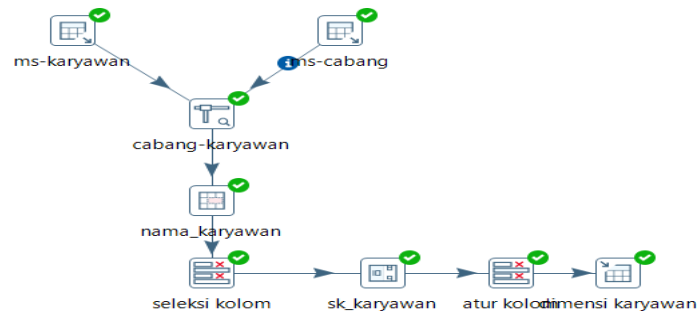 ms-karyawan
ms-cabang
cabang-karyawan
nama_karyawan
seleksi kolom
sk_karyawan
atur kolom
dimensi karyawan